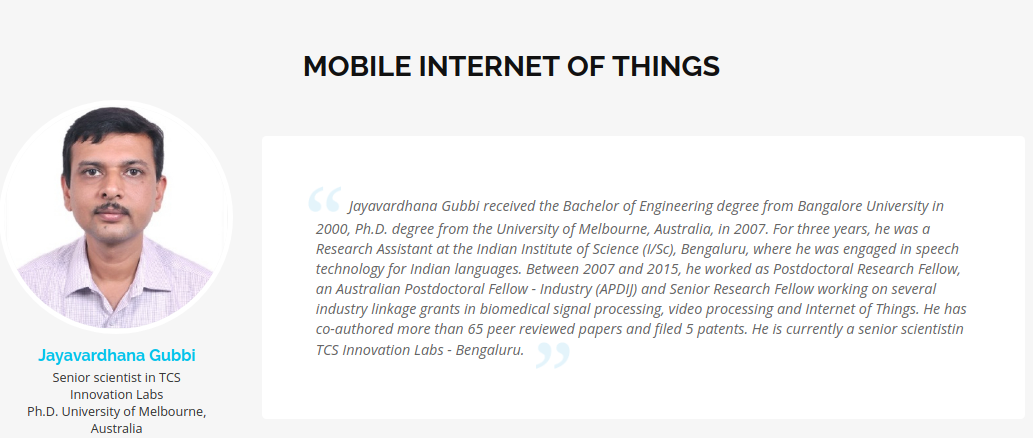 MOBILE INTERNET OF THINGS
“ Jayavardhana Gubbi received the Bachelor of Engineering degree from Bangalore University in
2000, Ph.D. degree from the University of Melbourne, Australia, in 2007. For three years, he was a
Research Assistant at the Indian Institute of Science (I/Sc), Bengaluru, where he was engaged in speech
technology for Indian languages. Between 2007 and 2015, he worked as Postdoctoral Research Fellow,
an Australian Postdoctoral Fellow - Industry (APDIJ) and Senior Research Fellow working on several
industry linkage grants in biomedical signal processing, video processing and Internet of Things. He has
co-authored more than 65 peer reviewed papers and filed 5 patents. He is currently a senior scientistin
TCS Innovation Labs - Bengaluru. ”
Jayavardhana Gubbi
Senior scientist in TCS
Innovation Labs
Ph.D. University of Melbourne,
Australia